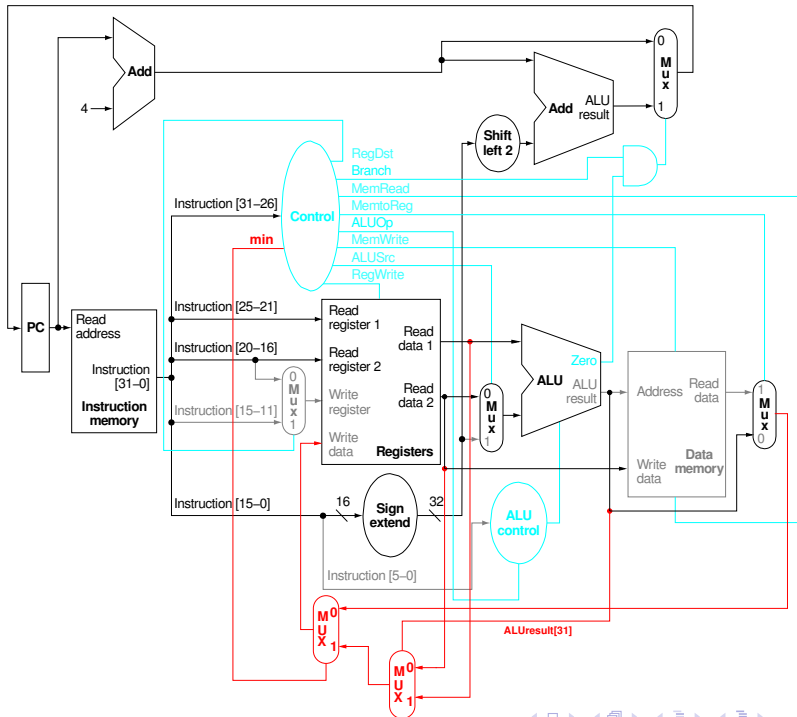 0
M
u
x
1
Add
4
Add
ALU
result
Shift
left 2
RegDst
Branch
MemRead
MemtoReg
ALUOp
MemWrite
ALUSrc
RegWrite
Control
Instruction [31–26]
min
PC
Read
address
Instruction
[31–0]
Instruction
memory
Instruction [25–21]
Instruction [20–16]
Instruction [15–11]
0
M
u
x
1
Read
register 1
Read
register 2
Write
register
Write
data
Read
data 1
Read
data 2
Registers
0
M
u
x
1
Zero
ALU
ALU
result
Address
Read
data
Write
data
Data
memory
1
M
u
x
0
Instruction [15–0]
16
Sign
extend
32
ALU
control
Instruction [5–0]
M
U
X
0
1
ALUresult[31]
M
U
X
0
1